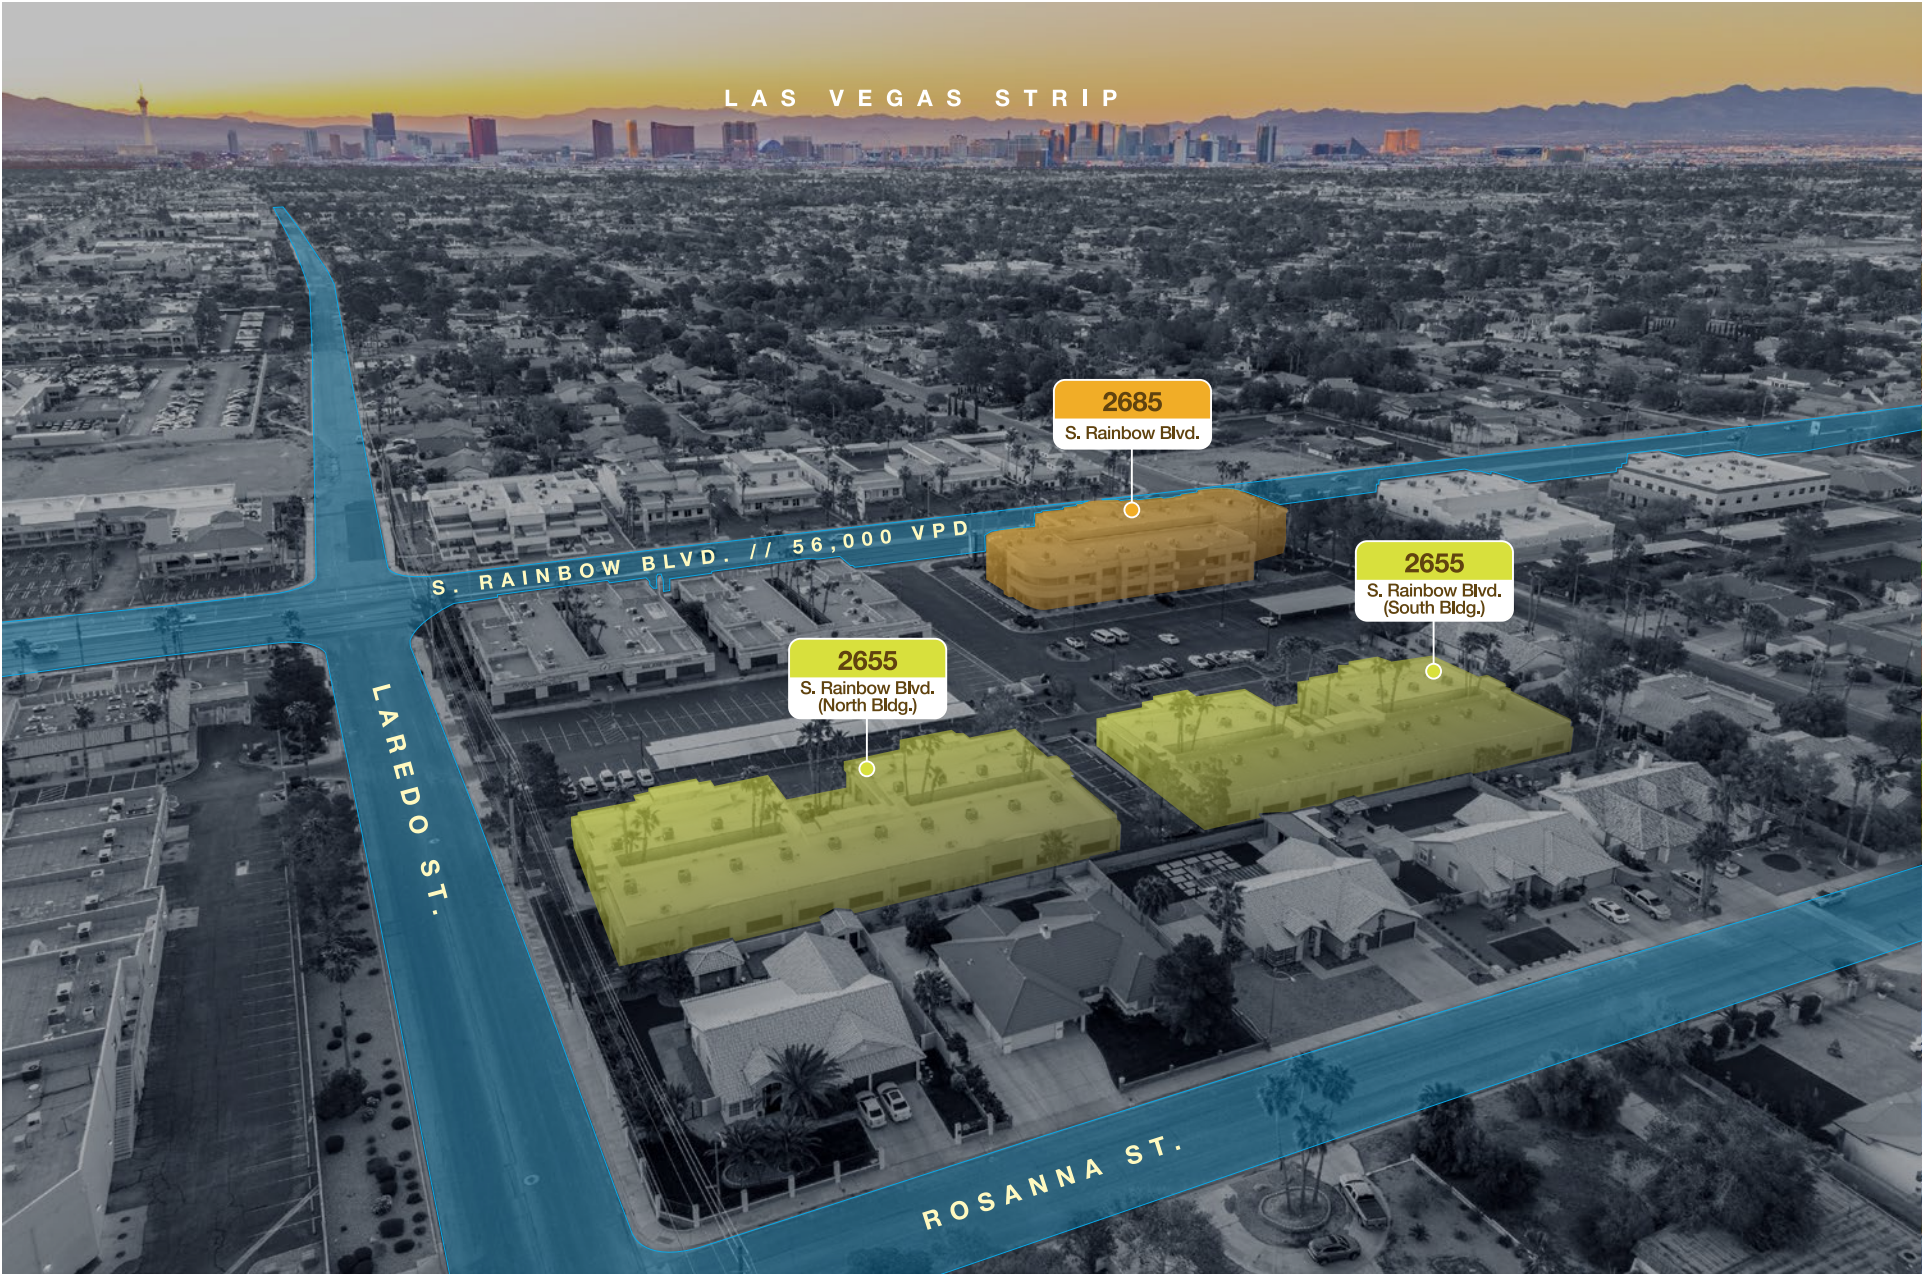 LAS VEGAS STRIP
2685
S. Rainbow Blvd.
S. RAINBOW BLVD. // 56,000 VPD
2655
S. Rainbow Blvd.
(South Bldg.)
2655
S. Rainbow Blvd.
(North Bldg.)
LAREDO ST.
ROSANNA ST.